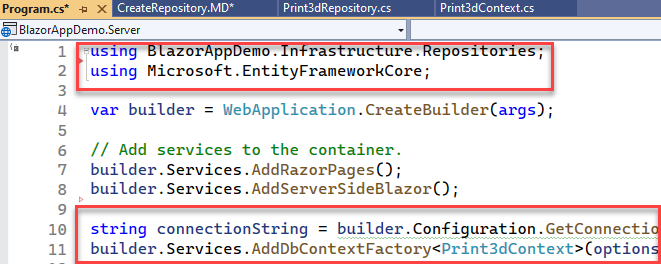 Program.cs* CreateRepository.MD* Print3dRepository.cs Print3dContext.cs
BlazorAppDemo.Server
1 using BlazorAppDemo.Infrastructure.Repositories;
2 using Microsoft.EntityFrameworkCore;
3
4 var builder = WebApplication.CreateBuilder(args);
5
6 // Add services to the container.
7 builder.Services.AddRazorPages();
8 builder.Services.AddServerSideBlazor();
9
10 string connectionString = builder.Configuration.GetConnectio
11 builder.Services.AddDbContextFactory<Print3dContext>(options